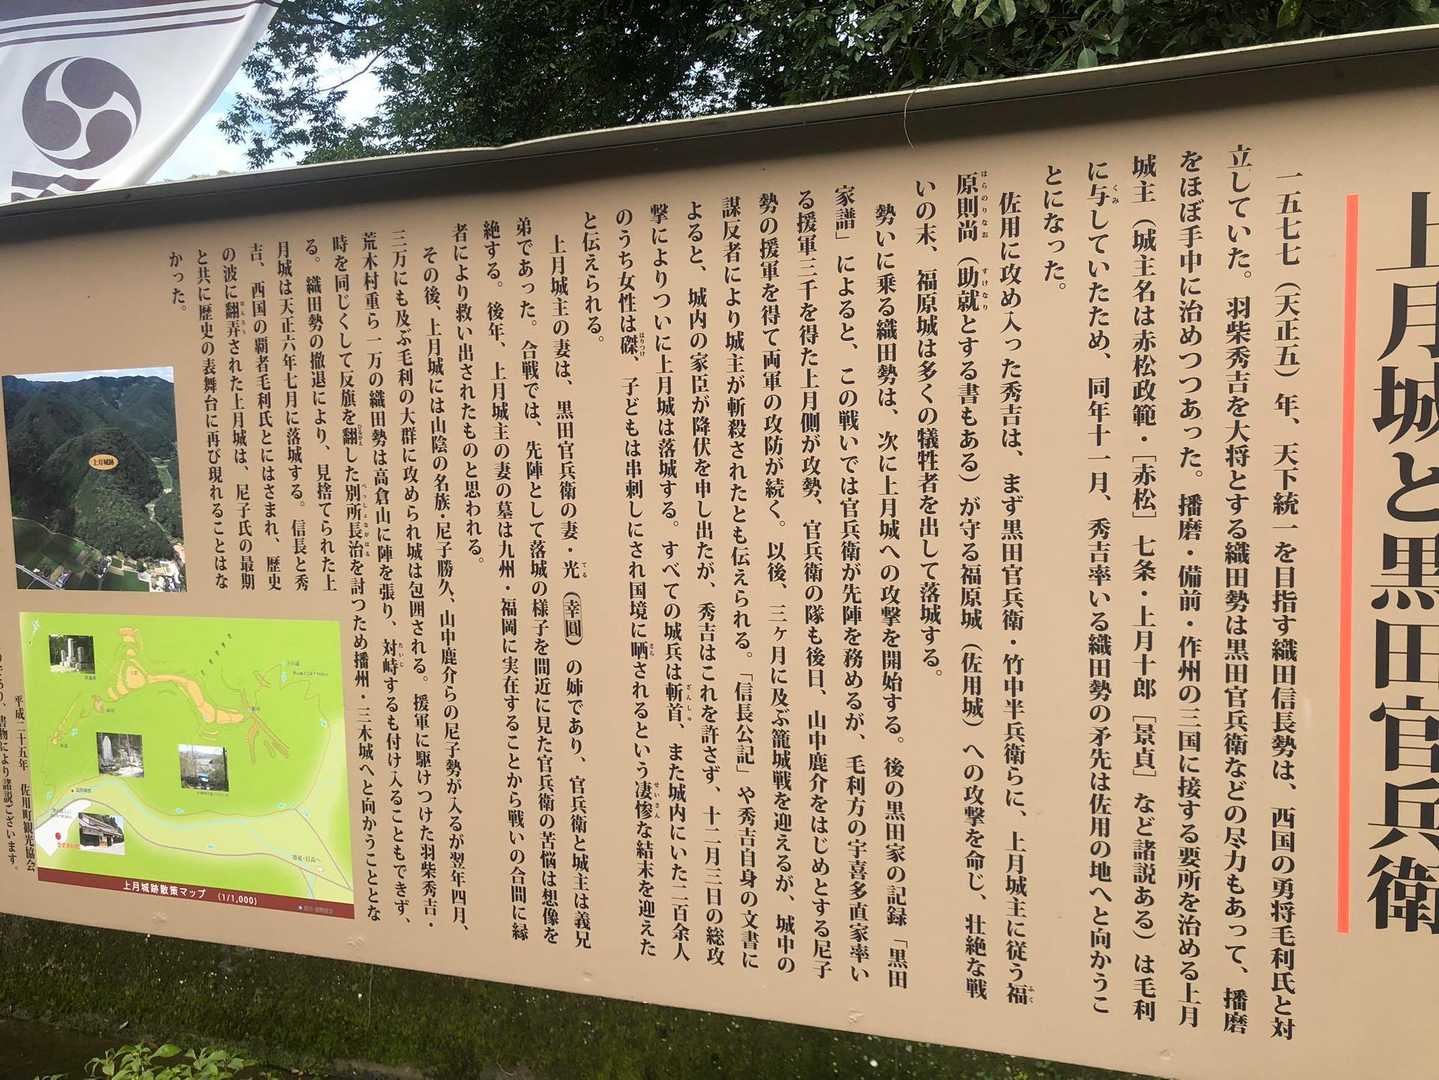 上月城と黒田官兵衛
一五七七（天正五）年、天下統一を目指す織田信長勢は、西国の勇将毛利氏と対
立していた。羽柴秀吉を大将とする織田勢は黒田官兵衛などの尽力もあって、播磨
をほぼ手中に治めつつあった。播磨・備前・作州の三国に接する要所を治める上月
城主（城主名は赤松政範・［赤松］七条・上月十郎［景貞］など諸説ある）は毛利
に与していたため、同年十一月、秀吉率いる織田勢の矛先は佐用の地へと向かうこ
とになった。
佐用に攻め入った秀吉は、まず黒田官兵衛・竹中半兵衛らに、上月城主に従う福
原則尚（助就とする書もある）が守る福原城（佐用城）への攻撃を命じ、壮絶な戦
いの末、福原城は多くの犠牲者を出して落城する。
勢いに乗る織田勢は、次に上月城への攻撃を開始する。後の黒田家の記録「黒田
家譜」によると、この戦いでは官兵衛が先陣を務めるが、毛利方の宇喜多直家率い
る援軍三千を得た上月側が攻勢、官兵衛の隊も後日、山中鹿介をはじめとする尼子
勢の援軍を得て両軍の攻防が続く。以後、三ヶ月に及ぶ籠城戦を迎えるが、城中の
謀反者により城主が斬殺されたとも伝えられる。「信長公記」や秀吉自身の文書に
よると、城内の家臣が降伏を申し出たが、秀吉はこれを許さず、十二月三日の総攻
撃によりついに上月城は落城する。すべての城兵は斬首、また城内にいた二百余人
のうち女性は磔、子どもは串刺しにされ国境に晒されるという凄惨な結末を迎えた
と伝えられる。
上月城主の妻は、黒田官兵衛の妻・光（幸圓）の姉であり、官兵衛と城主は義兄
弟であった。合戦では、先陣として落城の様子を間近に見た官兵衛の苦悩は想像を
絶する。後年、上月城主の妻の墓は九州・福岡に実在することから戦いの合間に縁
者により救い出されたものと思われる。
その後、上月城には山陰の名族・尼子勝久、山中鹿介らの尼子勢が入るが翌年四月、
三万にも及ぶ毛利の大群に攻められ城は包囲される。援軍に駆けつけた羽柴秀吉・
荒木村重ら一万の織田勢は高倉山に陣を張り、対峙するも付け入ることもできず、
時を同じくして反旗を翻した別所長治を討つため播州・三木城へと向かうこととな
る。織田勢の撤退により、見捨てられた上
月城は天正六年七月に落城する。信長と秀
吉、西国の覇者毛利氏とにはさまれ、歴史
の波に翻弄された上月城は、尼子氏の最期
と共に歴史の表舞台に再び現れることはな
かった。
上月城跡
上月城跡散策マップ （1/1,000）
平成二十五年 佐用町観光協会
書物により諸説ございます。